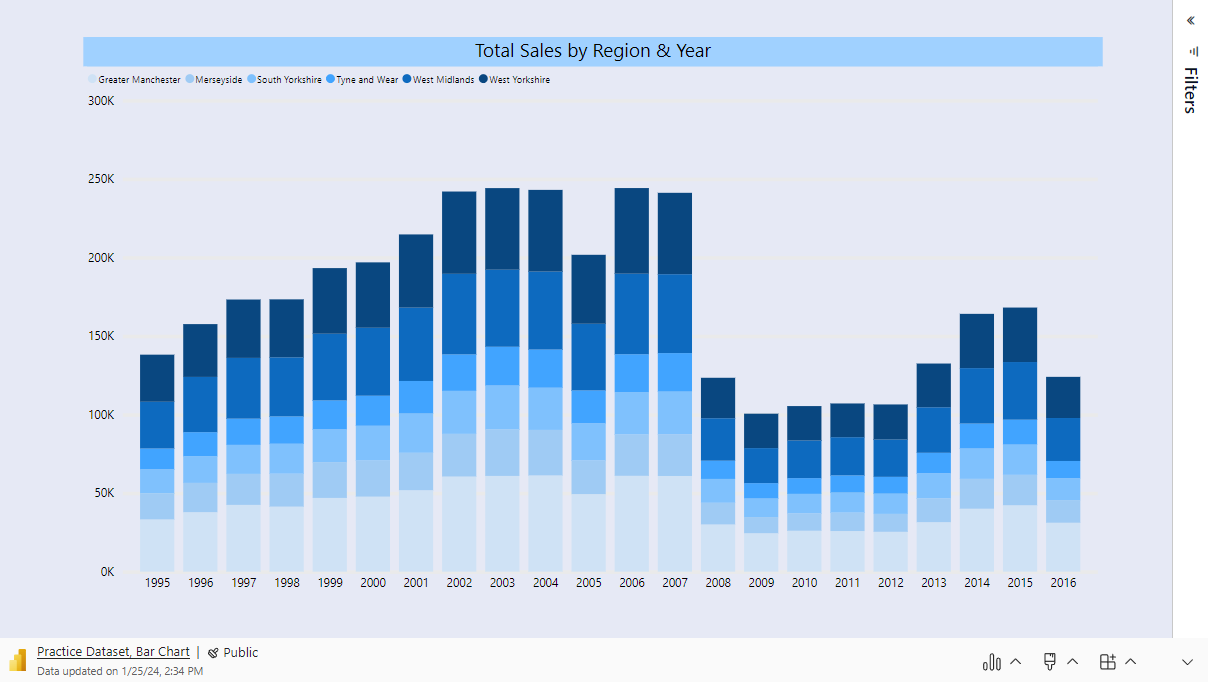 Total Sales by Region & Year
Greater Manchester Merseyside South Yorkshire Tyne and Wear West Midlands West Yorkshire
300K
250K
200K
150K
100K
50K
0K
1995 1996 1997 1998 1999 2000 2001 2002 2003 2004 2005 2006 2007 2008 2009 2010 2011 2012 2013 2014 2015 2016
Filters
Practice Dataset, Bar Chart | Public
Data updated on 1/25/24, 2:34 PM